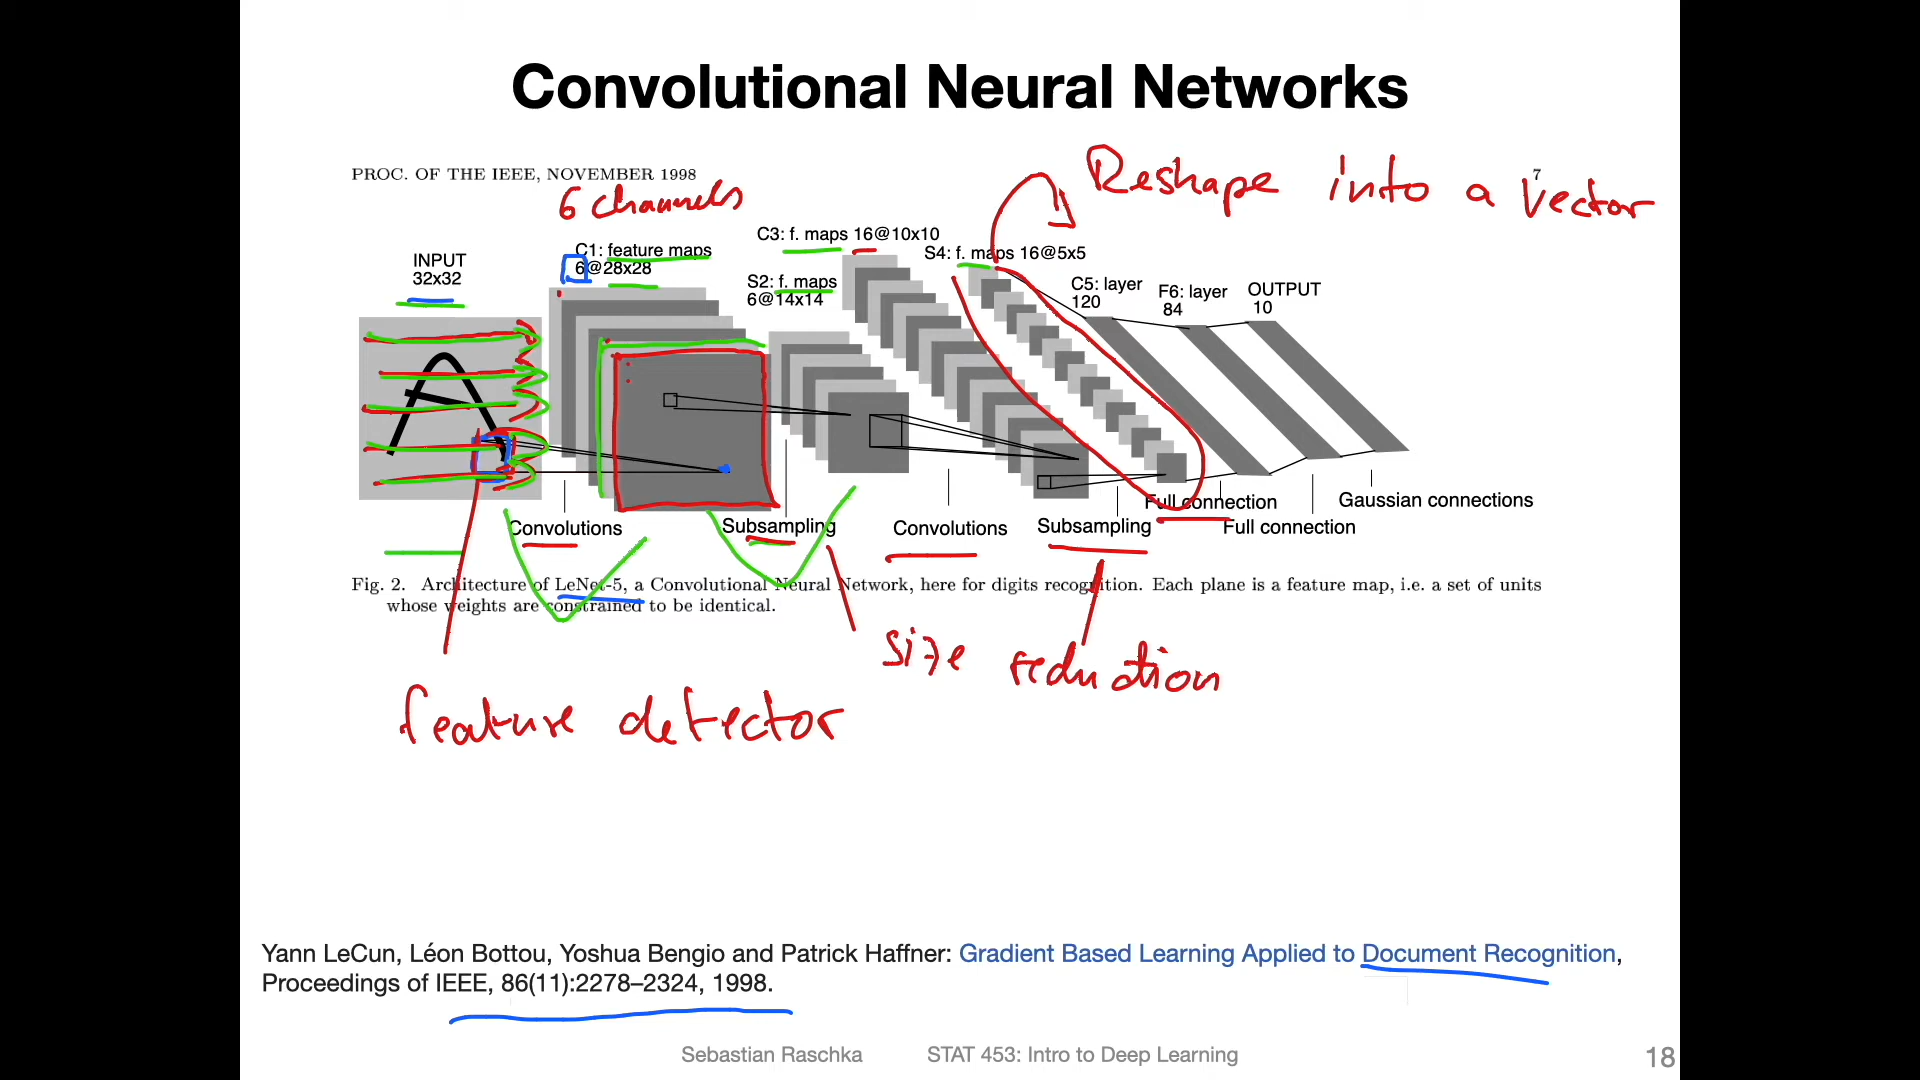 Convolutional Neural Networks
PROC. OF THE IEEE, NOVEMBER 1998
7
Reshape into a vector
6 channels
INPUT
32x32
C1: feature maps
6@28x28
C3: f. maps 16@10x10
S2: f. maps
6@14x14
S4: f. maps 16@5x5
C5: layer
120
F6: layer
84
OUTPUT
10
Convolutions
Subsampling
Convolutions
Subsampling
Full connection
Full connection
Gaussian connections
Fig. 2. Architecture of LeNet-5, a Convolutional Neural Network, here for digits recognition. Each plane is a feature map, i.e. a set of units
whose weights are constrained to be identical.
size reduction
feature detector
Yann LeCun, Léon Bottou, Yoshua Bengio and Patrick Haffner: Gradient Based Learning Applied to Document Recognition,
Proceedings of IEEE, 86(11):2278–2324, 1998.
Sebastian Raschka STAT 453: Intro to Deep Learning
18